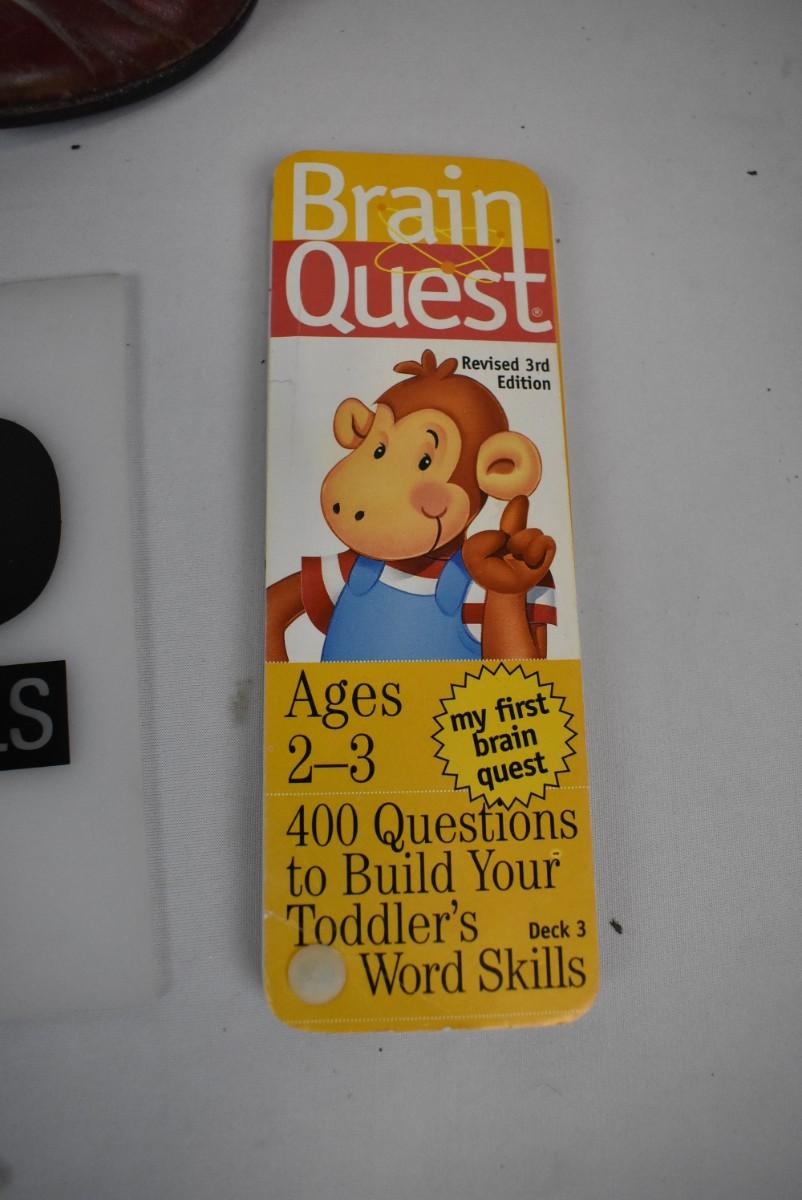 Brain
Quest®
Revised 3rd
Edition
Ages
2–3
my first
brain
quest
400 Questions
to Build Your
Toddler's
Deck 3
Word Skills